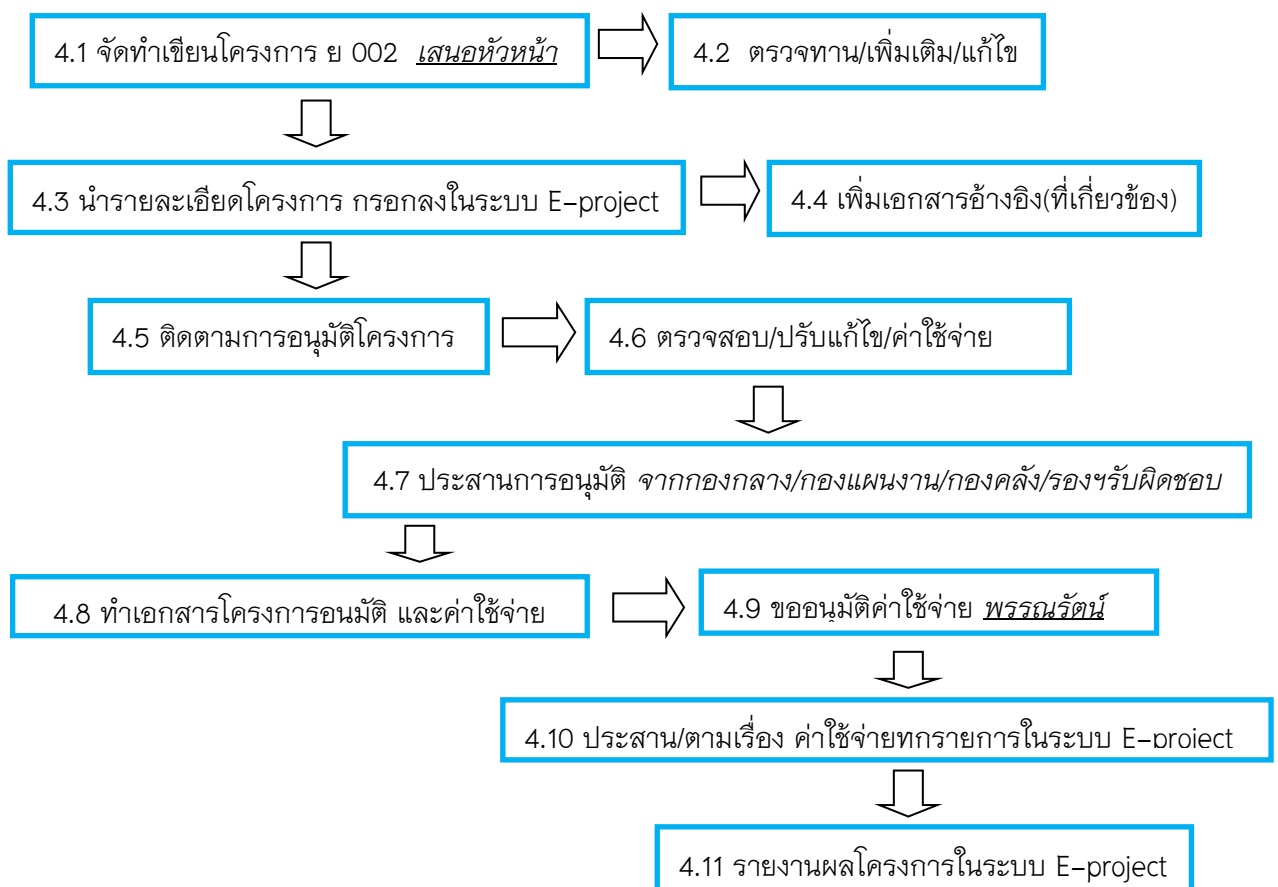 4.1 จัดทำเขียนโครงการ ย 002 เสนอหัวหน้า
4.2 ตรวจทาน/เพิ่มเติม/แก้ไข
4.3 นำรายละเอียดโครงการ กรอกลงในระบบ E-project
4.4 เพิ่มเอกสารอ้างอิง(ที่เกี่ยวข้อง)
4.5 ติดตามการอนุมัติโครงการ
4.6 ตรวจสอบ/ปรับแก้ไข/ค่าใช้จ่าย
4.7 ประสานการอนุมัติ จากกองกลาง/กองแผนงาน/กองคลัง/รองฯรับผิดชอบ
4.8 ทำเอกสารโครงการอนมัติ และค่าใช้จ่าย
4.9 ขออนุมัติค่าใช้จ่าย พรรณรัตน์
4.10 ประสาน/ตามเรื่อง ค่าใช้จ่ายทุกรายการในระบบ E-project
4.11 รายงานผลโครงการในระบบ E-project